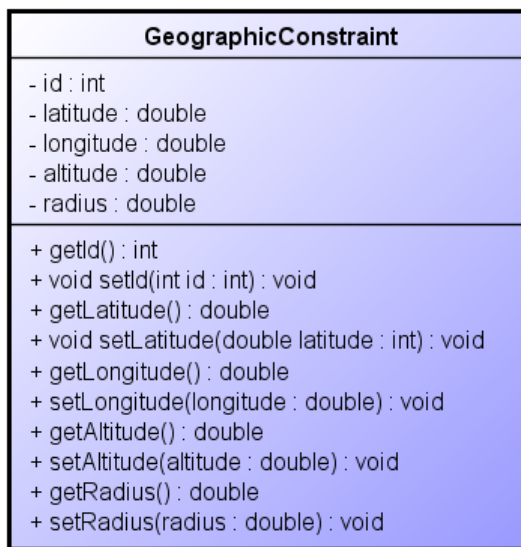 GeographicConstraint
- id : int
- latitude : double
- longitude : double
- altitude : double
- radius : double
+ getId() : int
+ void setId(int id : int) : void
+ getLatitude() : double
+ void setLatitude(double latitude : int) : void
+ getLongitude() : double
+ setLongitude(longitude : double) : void
+ getAltitude() : double
+ setAltitude(altitude : double) : void
+ getRadius() : double
+ setRadius(radius : double) : void